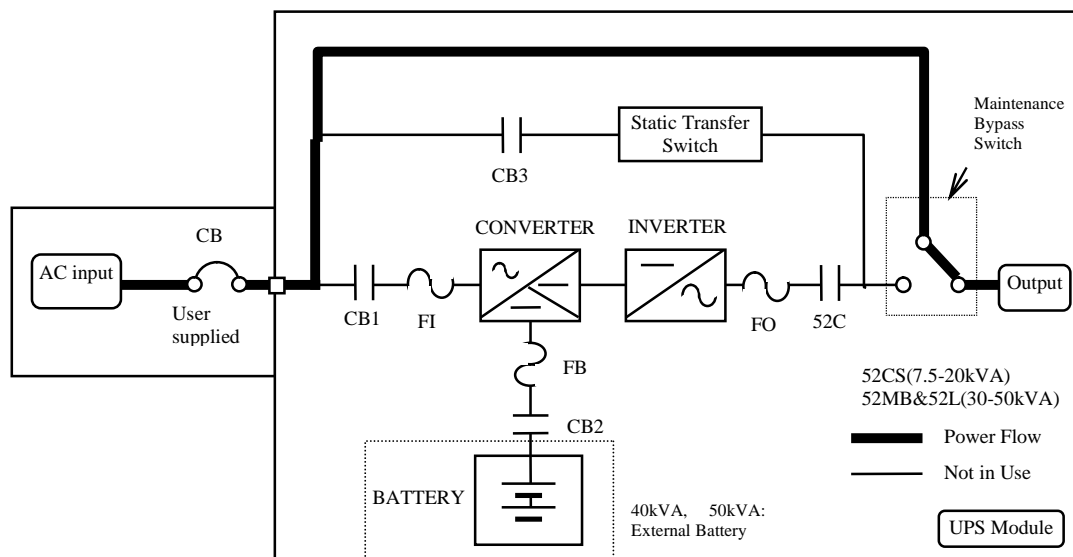 Maintenance
Bypass
Switch
Static Transfer
Switch
CB3
CB
CONVERTER
INVERTER
AC input
Output
User
supplied
CB1
FI
FO
52C
FB
52CS(7.5-20kVA)
52MB&52L(30-50kVA)
CB2
Power Flow
Not in Use
BATTERY
40kVA, 50kVA:
External Battery
UPS Module